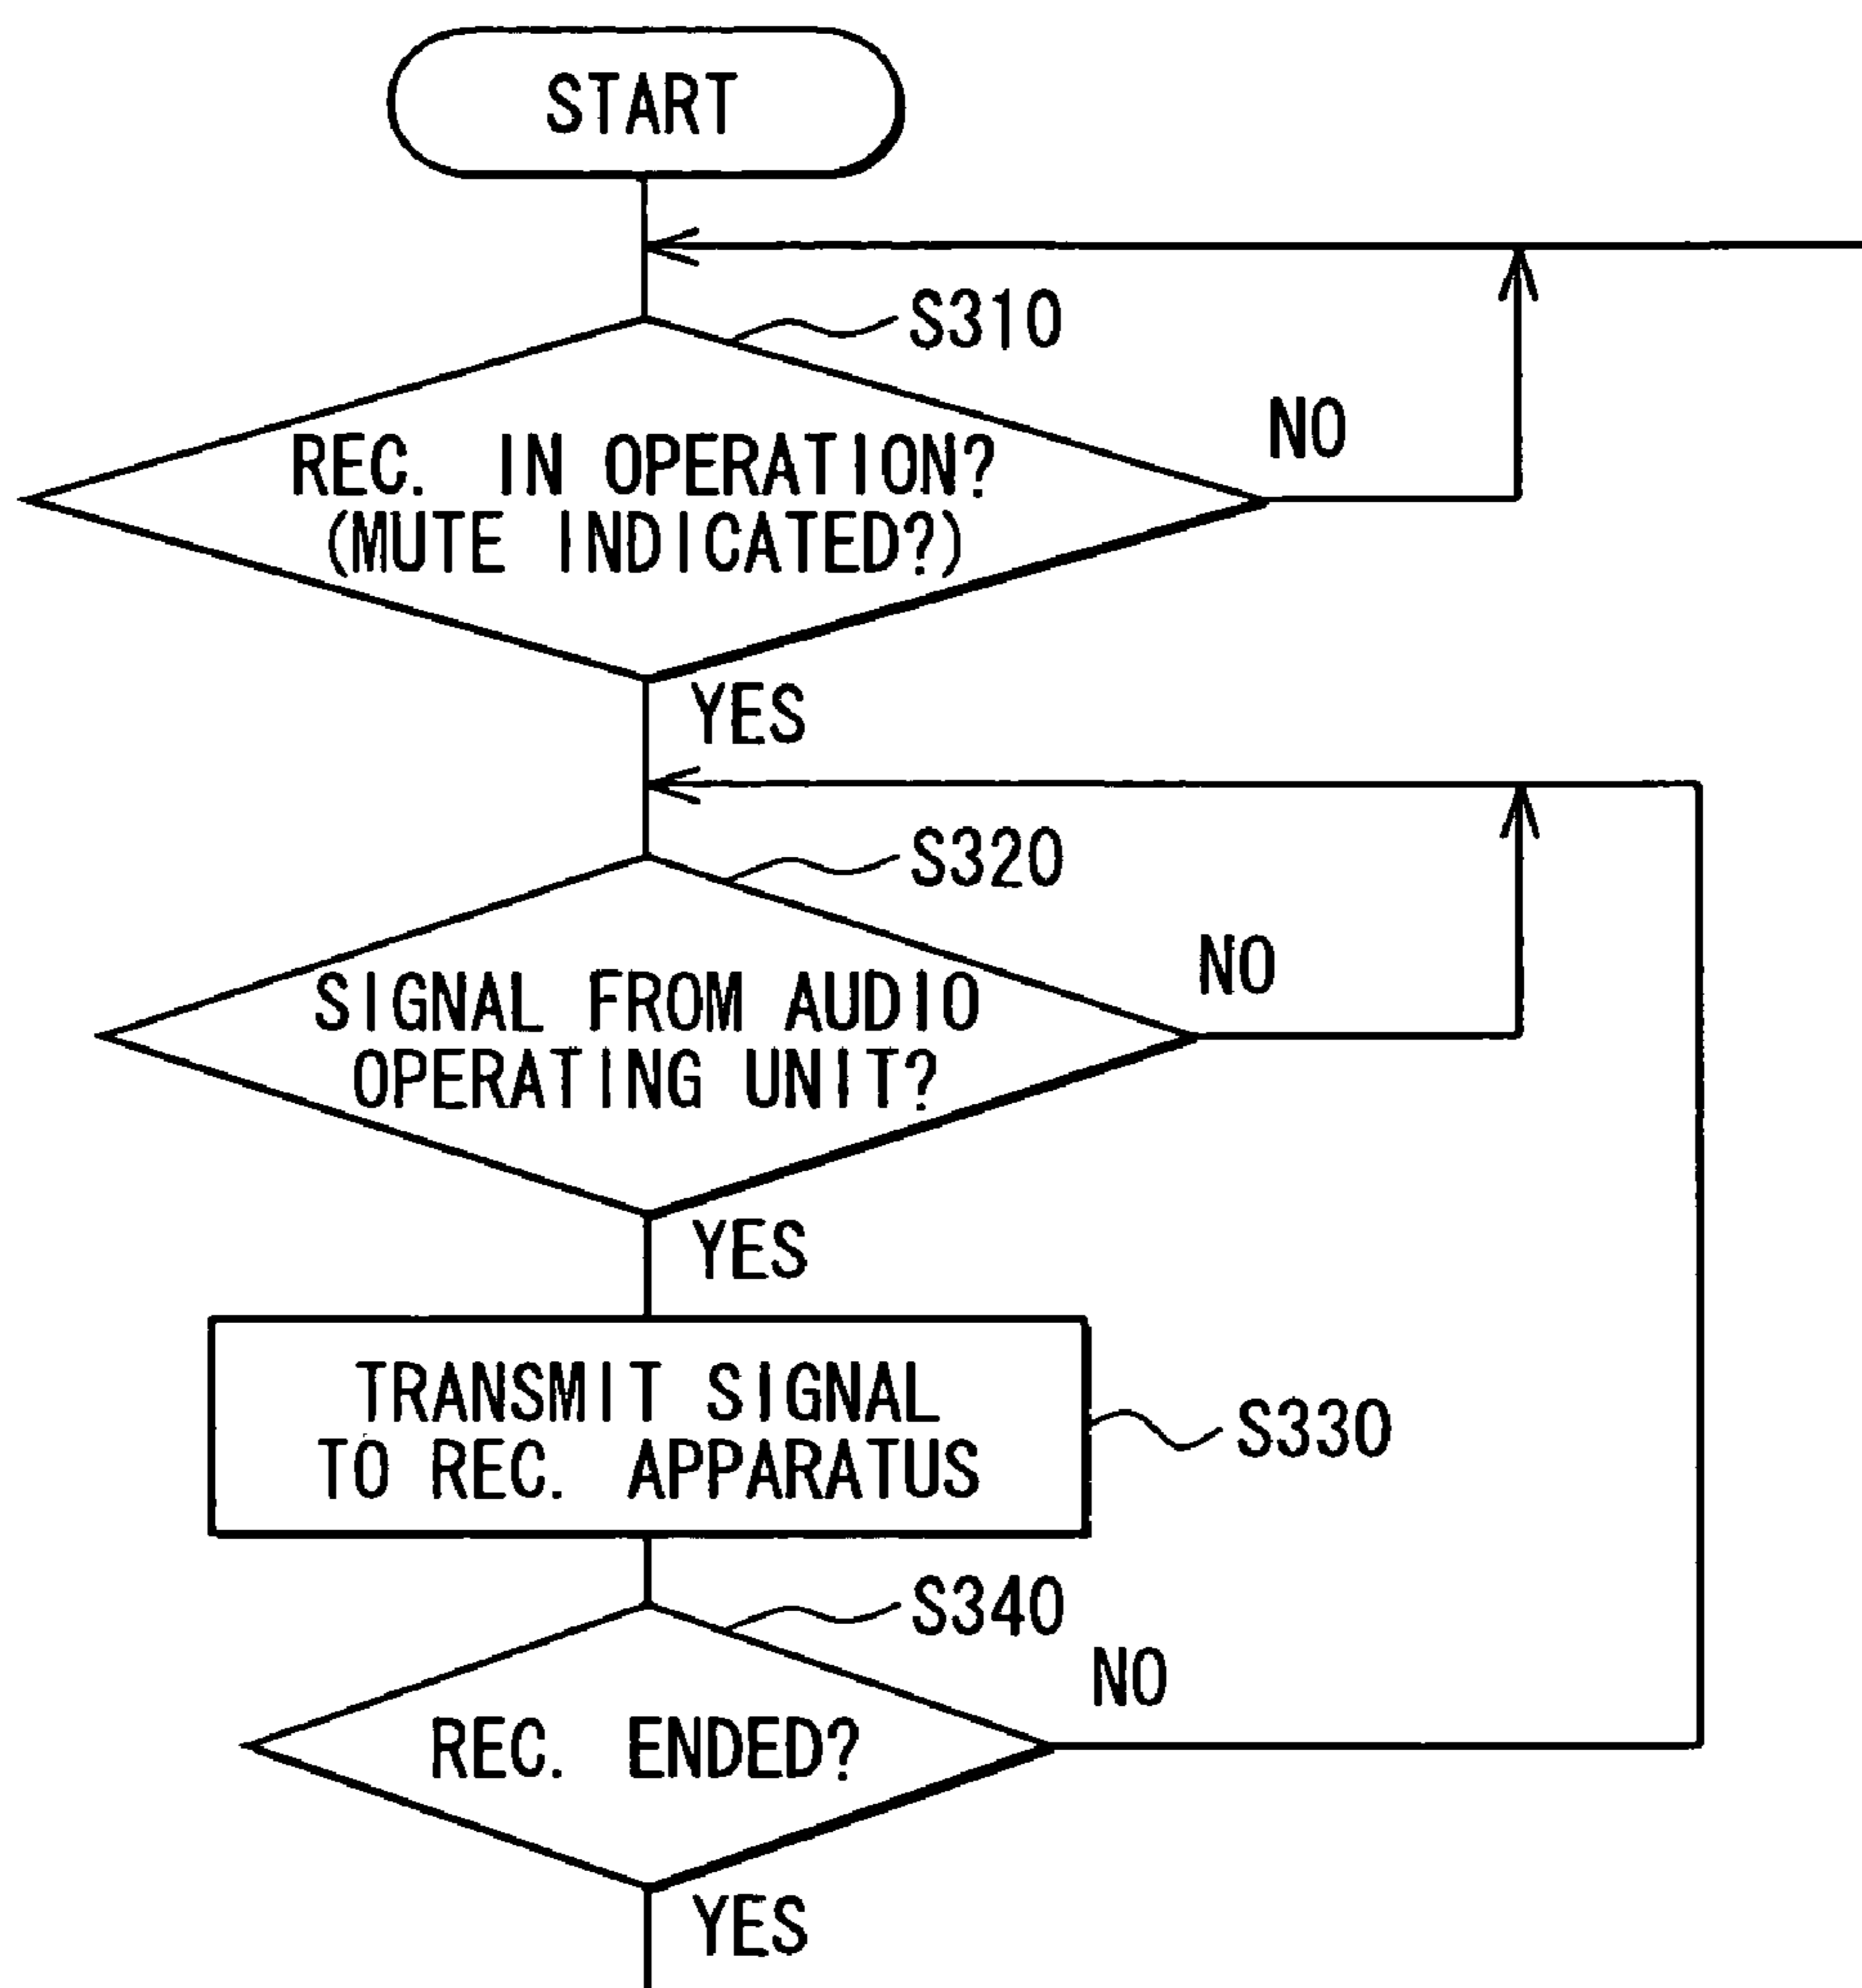 START
S310
REC. IN OPERATION?
(MUTE INDICATED?)
NO
YES
S320
SIGNAL FROM AUDIO
OPERATING UNIT?
NO
YES
TRANSMIT SIGNAL
TO REC. APPARATUS
S330
S340
REC. ENDED?
NO
YES